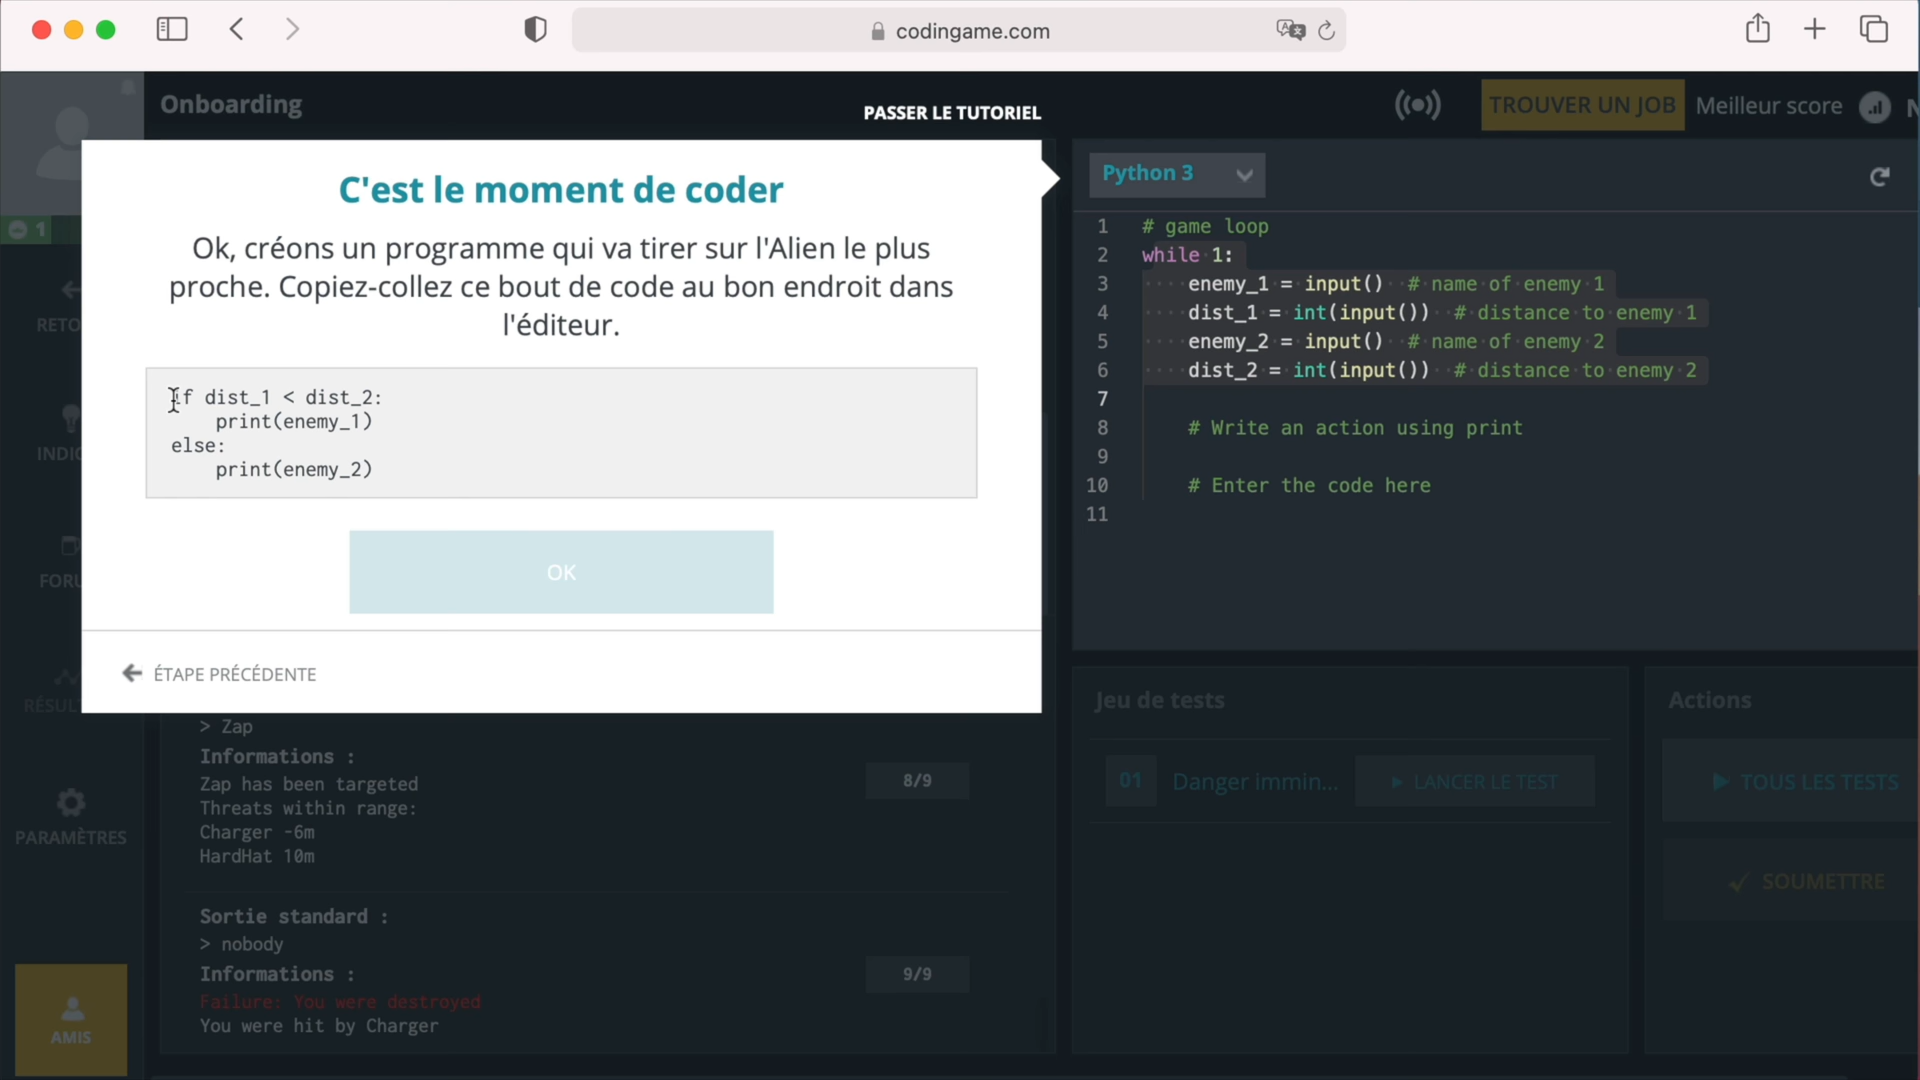 codingame.com
Onboarding
PASSER LE TUTORIEL
TROUVER UN JOB
Meilleur score
1
C'est le moment de coder
Ok, créons un programme qui va tirer sur l'Alien le plus
proche. Copiez-collez ce bout de code au bon endroit dans
l'éditeur.
if dist_1 < dist_2:
    print(enemy_1)
else:
    print(enemy_2)
OK
ÉTAPE PRÉCÉDENTE
Python 3
1 # game loop
2 while 1:
3     enemy_1 = input()  # name of enemy 1
4     dist_1 = int(input())  # distance to enemy 1
5     enemy_2 = input()  # name of enemy 2
6     dist_2 = int(input())  # distance to enemy 2
7
8     # Write an action using print
9
10     # Enter the code here
11
PARAMÈTRES
AMIS
> Zap
Informations :
Zap has been targeted
Threats within range:
Charger -6m
HardHat 10m
8/9
Sortie standard :
> nobody
Informations :
Failure: You were destroyed
You were hit by Charger
9/9
Jeu de tests
01 Danger immin... LANCER LE TEST
Actions
TOUS LES TESTS
SOUMETTRE